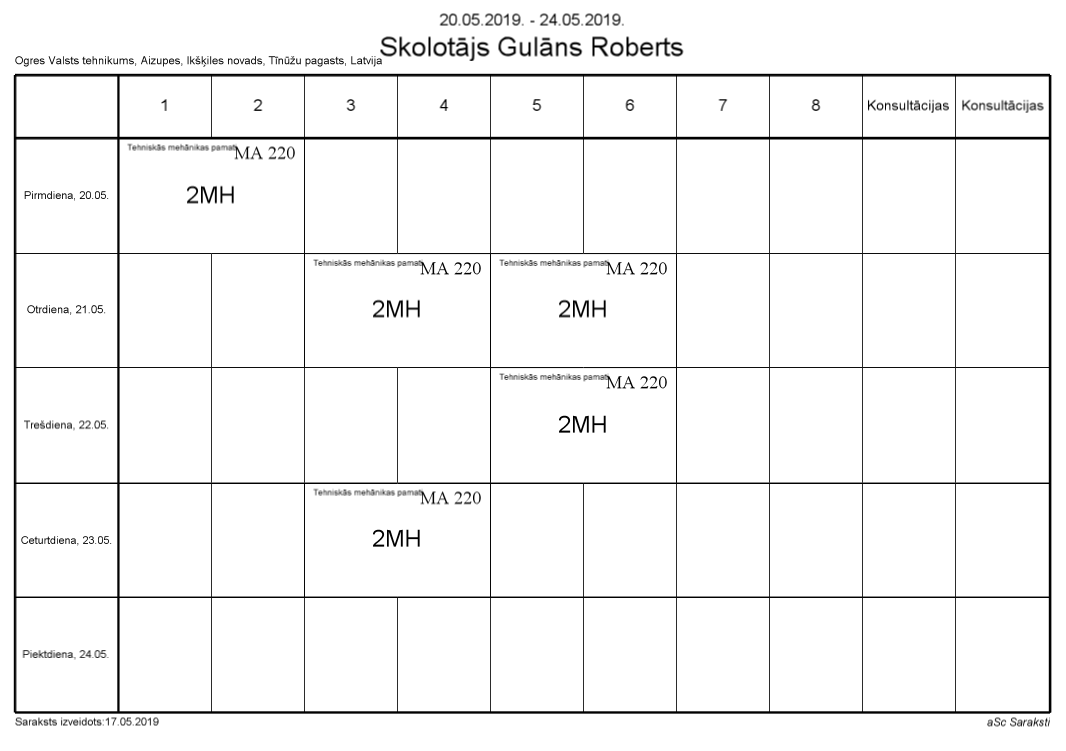 20.05.2019. - 24.05.2019.
Skolotājs Gulāns Roberts
Ogres Valsts tehnikums, Aizupes, Ikšķiles novads, Tīnūžu pagasts, Latvija
1 2 3 4 5 6 7 8 Konsultācijas Konsultācijas
Tehniskās mehānikas pamati MA 220
Pirmdiena, 20.05. 2MH
Tehniskās mehānikas pamati MA 220 Tehniskās mehānikas pamati MA 220
Otrdiena, 21.05. 2MH 2MH
Tehniskās mehānikas pamati MA 220
Trešdiena, 22.05. 2MH
Tehniskās mehānikas pamati MA 220
Ceturtdiena, 23.05. 2MH
Piektdiena, 24.05.
Saraksts izveidots:17.05.2019 aSc Saraksti